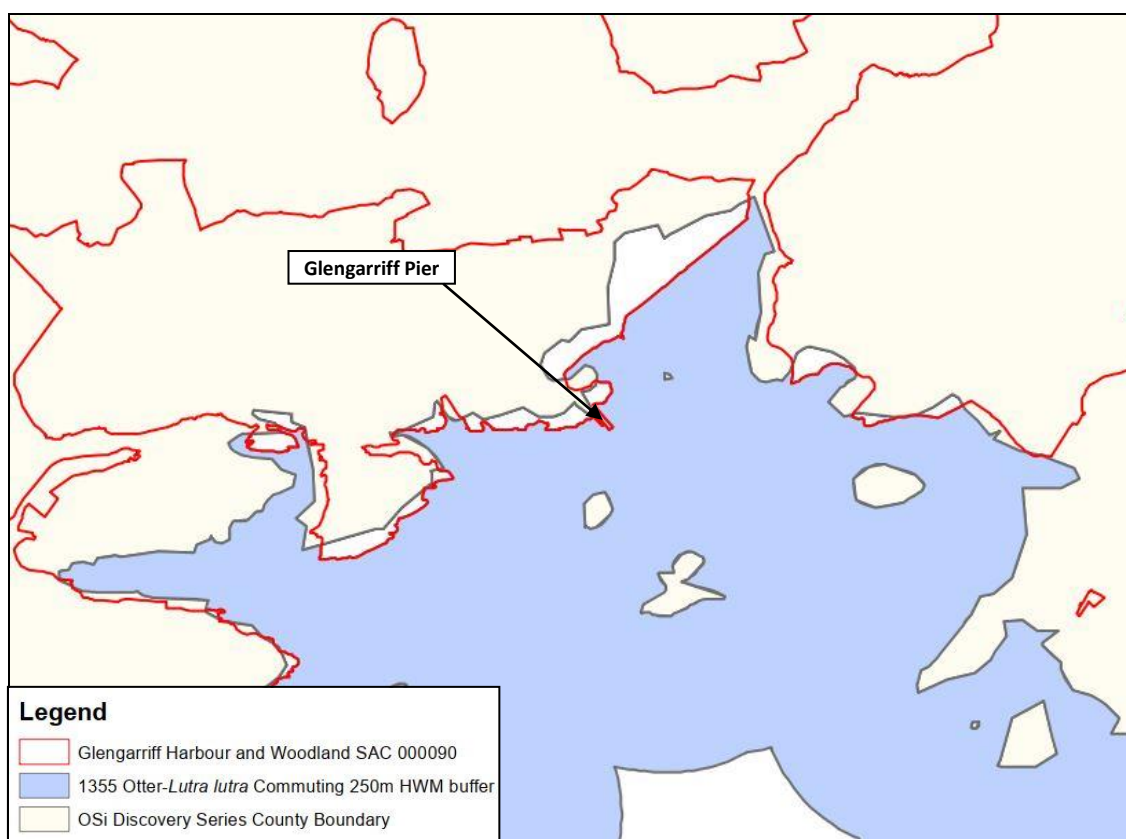 Glengarriff Pier
Legend
Glengarriff Harbour and Woodland SAC 000090
1355 Otter-Lutra lutra Commuting 250m HWM buffer
OSi Discovery Series County Boundary